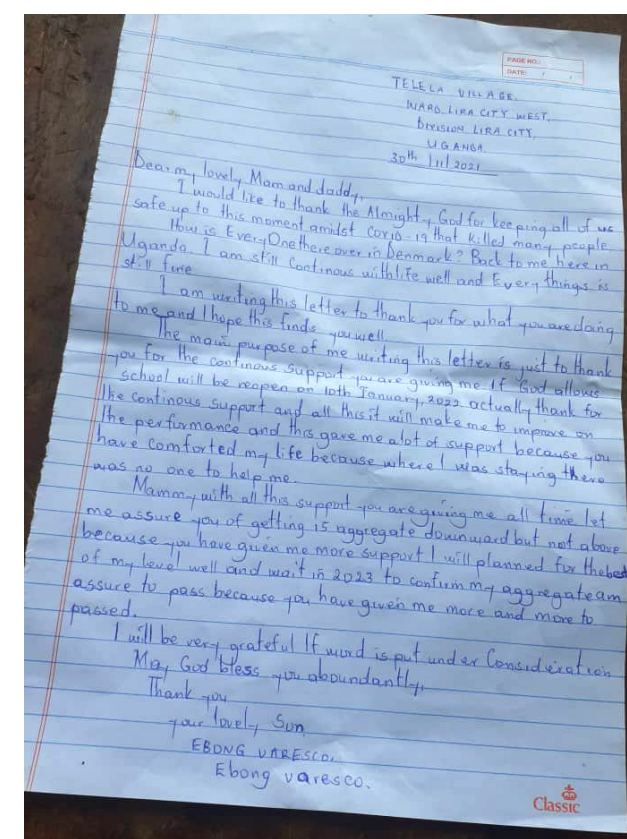 PAGE NO.:
DATE: / /
TELELA VILLAGE.
WARD LIRA CITY WEST,
DIVISION LIRA CITY,
UGANDA.
30th /11/ 2021
Dear my lovely Mam and daddy,
I would like to thank the Almighty God for keeping all of us
safe up to this moment amidst Covid-19 that killed many people
How is Every One there over in Denmark? Back to me here in
Uganda I am still Continous with life well and Every things is
still fine
I am writing this letter to thank you for what you are doing
to me and I hope this finds you well
The main purpose of me writing this letter is just to thank
you for the continous support you are giving me If God allows
school will be reopen on 10th January, 2022 actually thank for
the continous support and all this it will make me to improve on
the performance and this gave me alot of support because you
have comforted my life because where I was staying there
was no one to help me.
Mammy with all this support you are giving me all time let
me assure you of getting 15 aggregate downward but not above
because you have given me more support I will planned for the best
of my level well and wait in 2023 to confirm my aggregate am
assure to pass because you have given me more and more to
passed.
I will be very grateful If word is put under Consideiration
May God bless you aboundantly,
Thank you
your lovely Sun,
EBONG VARESCO.
Ebong varesco.
Classic